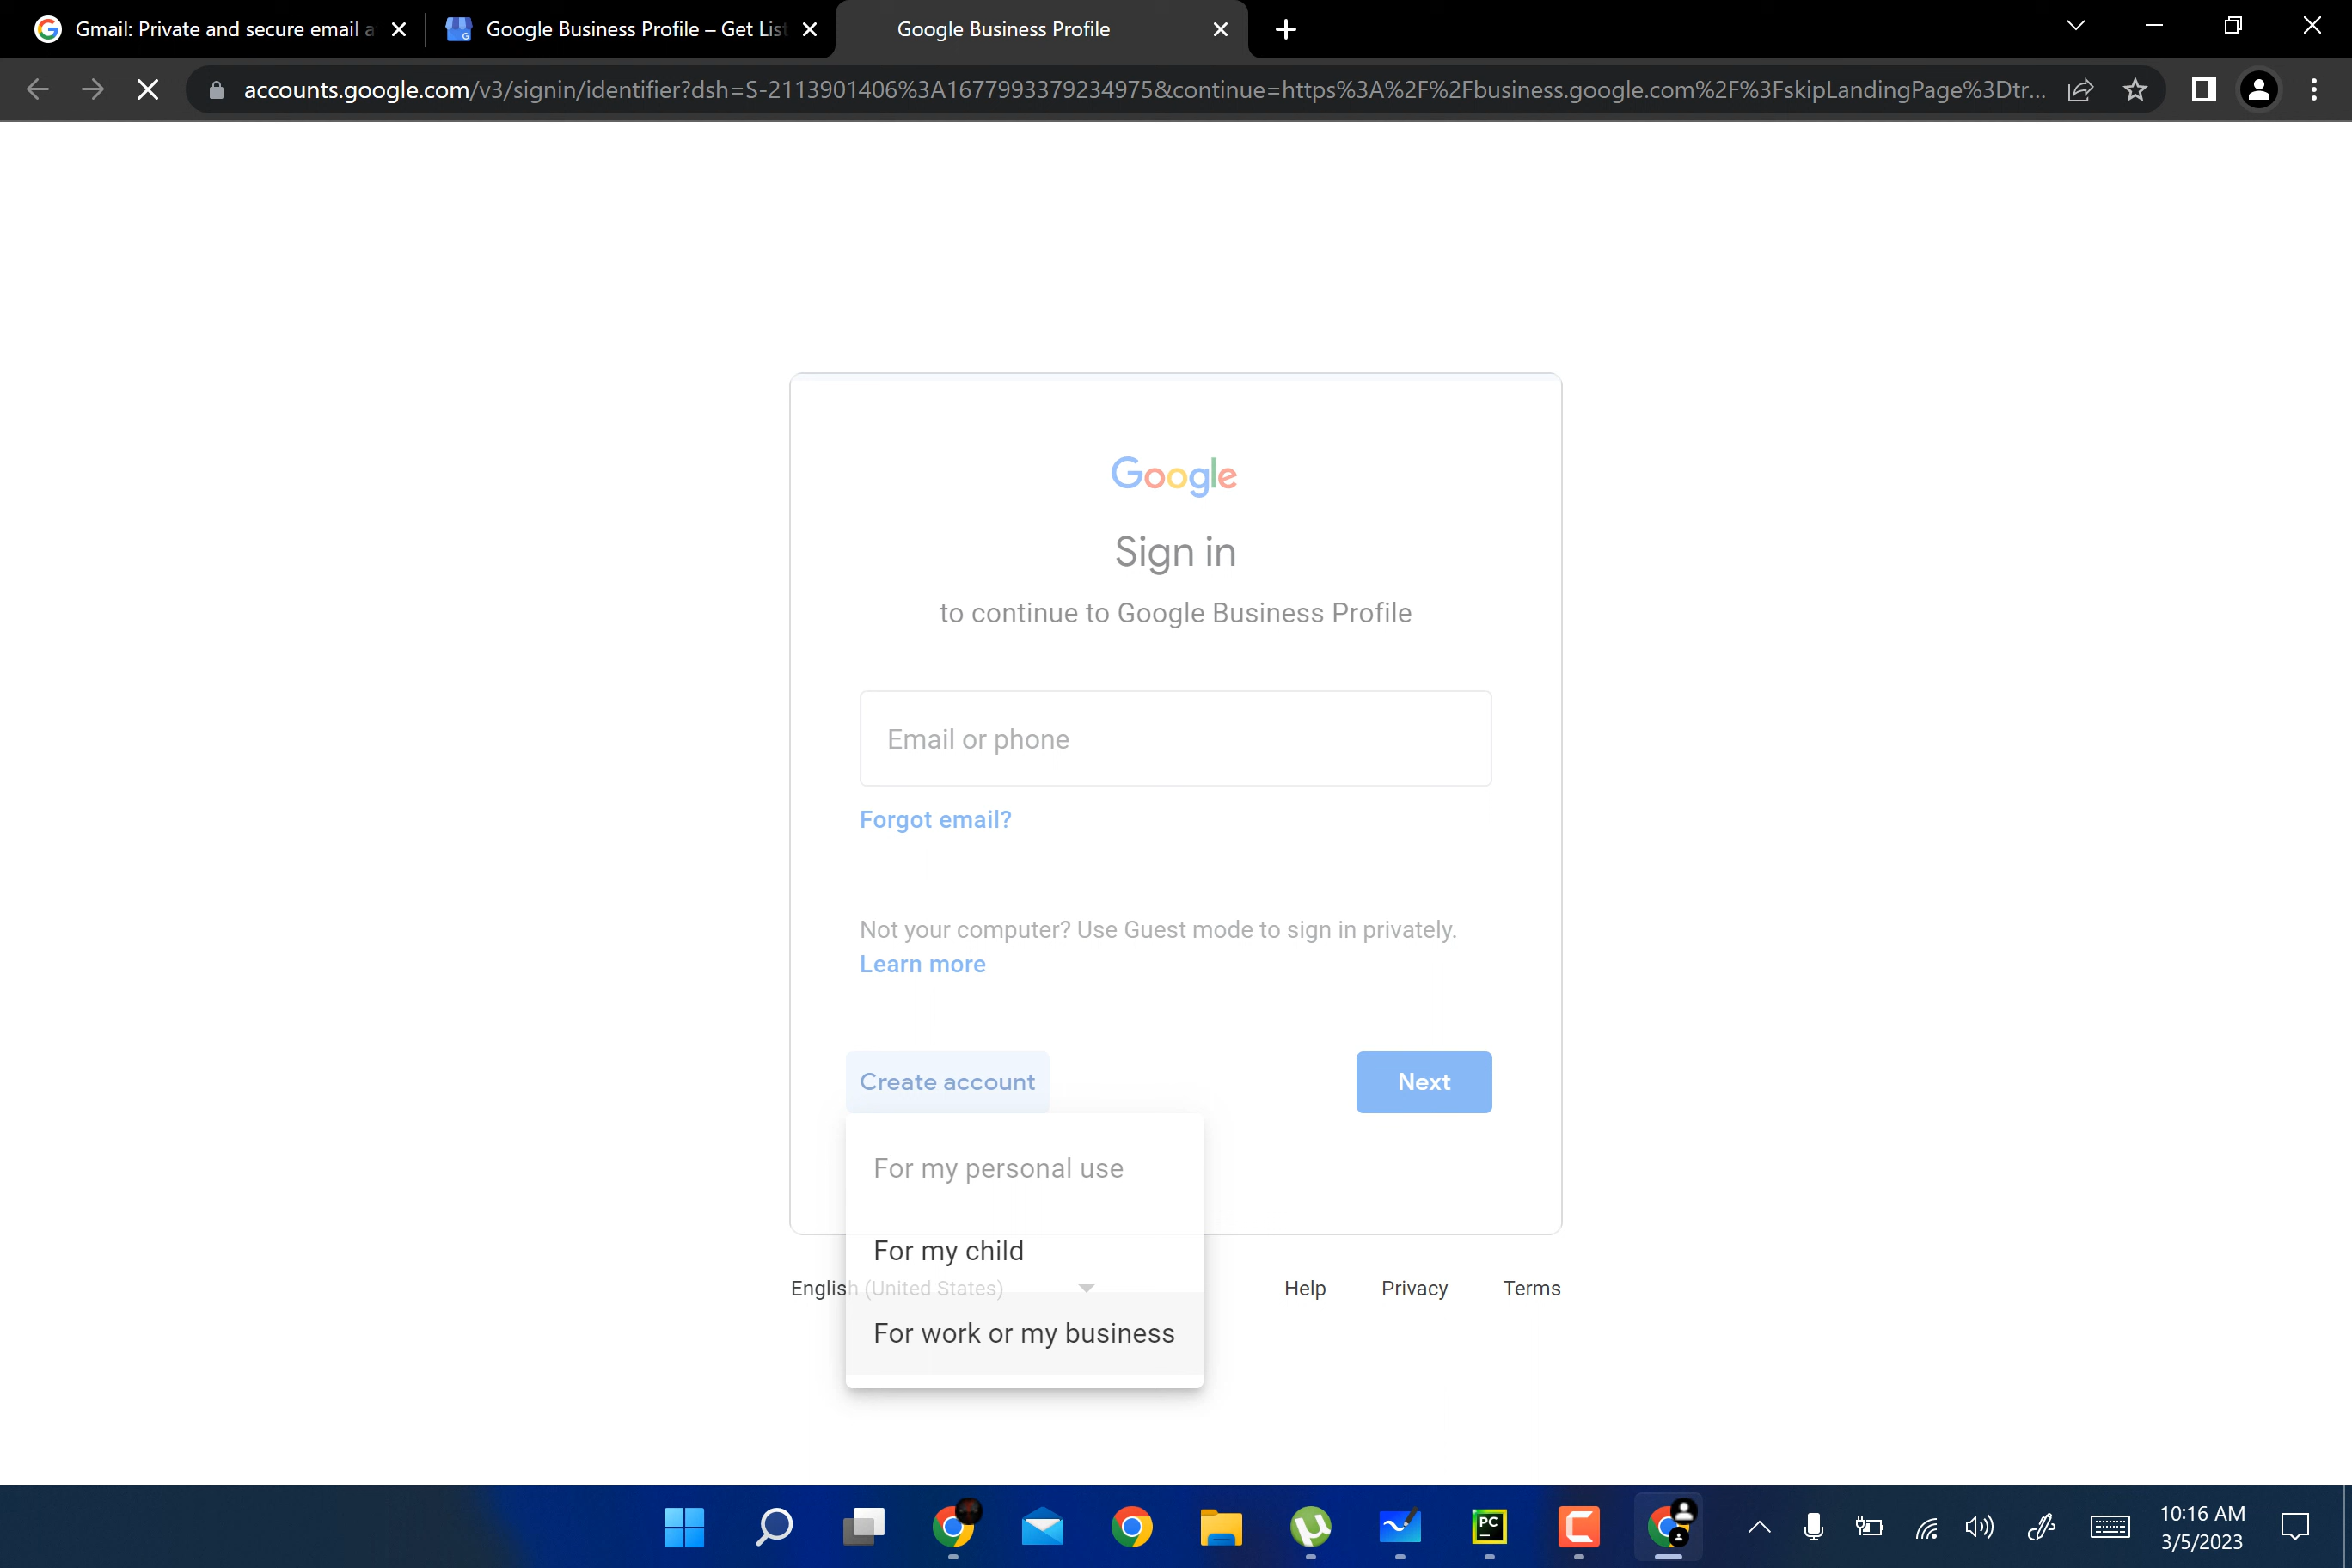 Gmail: Private and secure email a
Google Business Profile – Get List
Google Business Profile
accounts.google.com/v3/signin/identifier?dsh=S-2113901406%3A1677993379234975&continue=https%3A%2F%2Fbusiness.google.com%2F%3FskipLandingPage%3Dtr...
Google
Sign in
to continue to Google Business Profile
Email or phone
Forgot email?
Not your computer? Use Guest mode to sign in privately.
Learn more
Create account
Next
For my personal use
For my child
English (United States)
Help
Privacy
Terms
For work or my business
PC
10:16 AM
3/5/2023